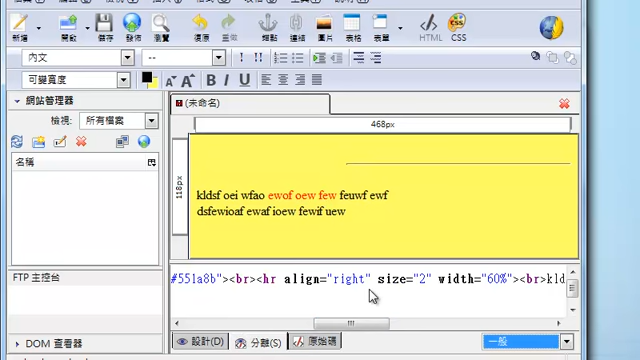 新增 開啟 儲存 發佈 瀏覽 復原 重做 錨點 連結 圖片 表格 表單 HTML CSS
內文 -- ! !!
可變寬度 A A B I U
網站管理器
檢視: 所有檔案
名稱
FTP 主控台
DOM 查看器
(未命名)
468px
118px
kldsf oei wfao ewof oew few feuwf ewf
dsfewioaf ewaf ioew fewif uew
#551a8b"><br><hr align="right" size="2" width="60%"><br>kld
設計(D) 分離(S) 原始碼 一般